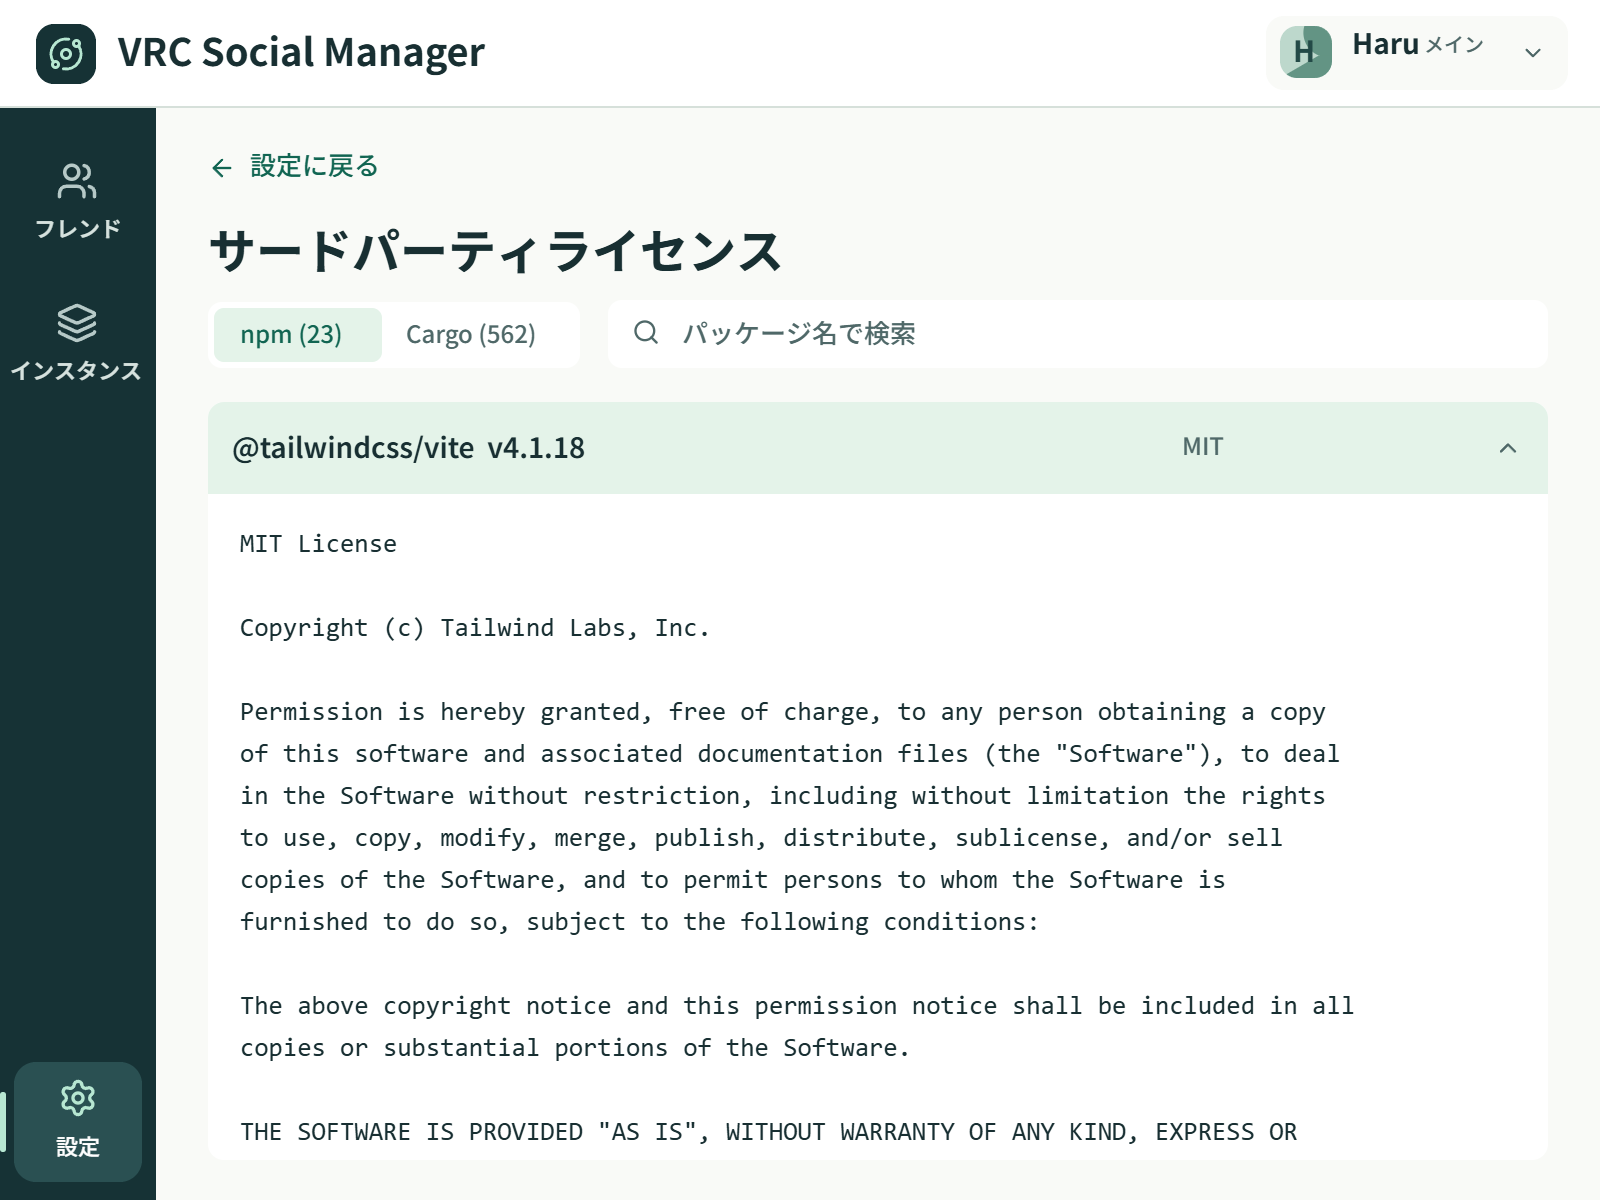 VRC Social Manager
H
Haru メイン
フレンド
インスタンス
設定
設定に戻る
サードパーティライセンス
npm (23)
Cargo (562)
パッケージ名で検索
@tailwindcss/vite v4.1.18
MIT
MIT License
Copyright (c) Tailwind Labs, Inc.
Permission is hereby granted, free of charge, to any person obtaining a copy
of this software and associated documentation files (the "Software"), to deal
in the Software without restriction, including without limitation the rights
to use, copy, modify, merge, publish, distribute, sublicense, and/or sell
copies of the Software, and to permit persons to whom the Software is
furnished to do so, subject to the following conditions:
The above copyright notice and this permission notice shall be included in all
copies or substantial portions of the Software.
THE SOFTWARE IS PROVIDED "AS IS", WITHOUT WARRANTY OF ANY KIND, EXPRESS OR